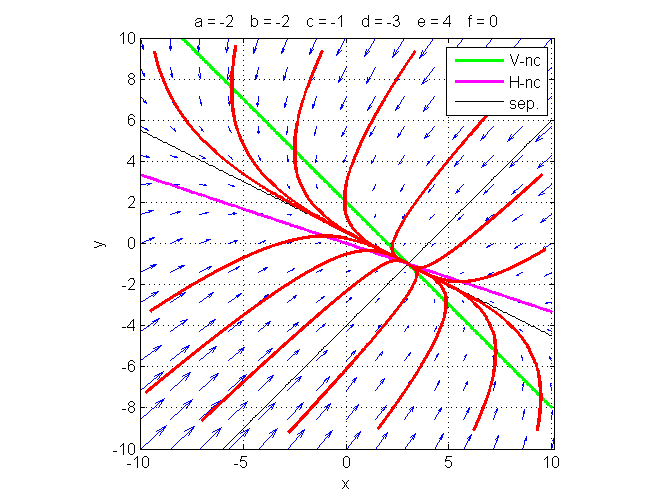 a = -2 b = -2 c = -1 d = -3 e = 4 f = 0
10
8
6
4
2
0
-2
-4
-6
-8
-10
y
-10 -5 0 5 10
x
V-nc
H-nc
sep.